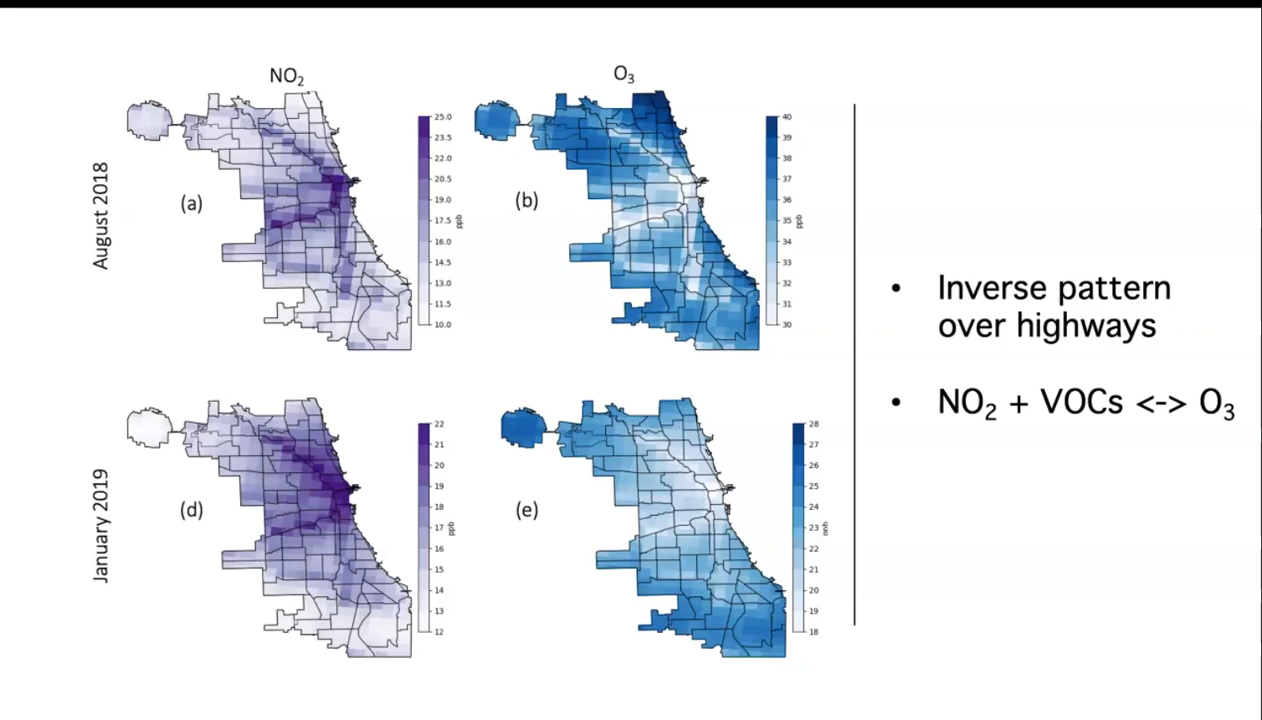 NO₂
O₃
August 2018
(a)
25.0
23.5
22.0
20.5
19.0
17.5
16.0
14.5
13.0
11.5
10.0
ppb
(b)
40
39
38
37
36
35
34
33
32
31
30
ppb
January 2019
(d)
22
21
20
19
18
17
16
15
14
13
12
ppb
(e)
28
27
26
25
24
23
22
21
20
19
18
ppb
• Inverse pattern
over highways
• NO₂ + VOCs <-> O₃